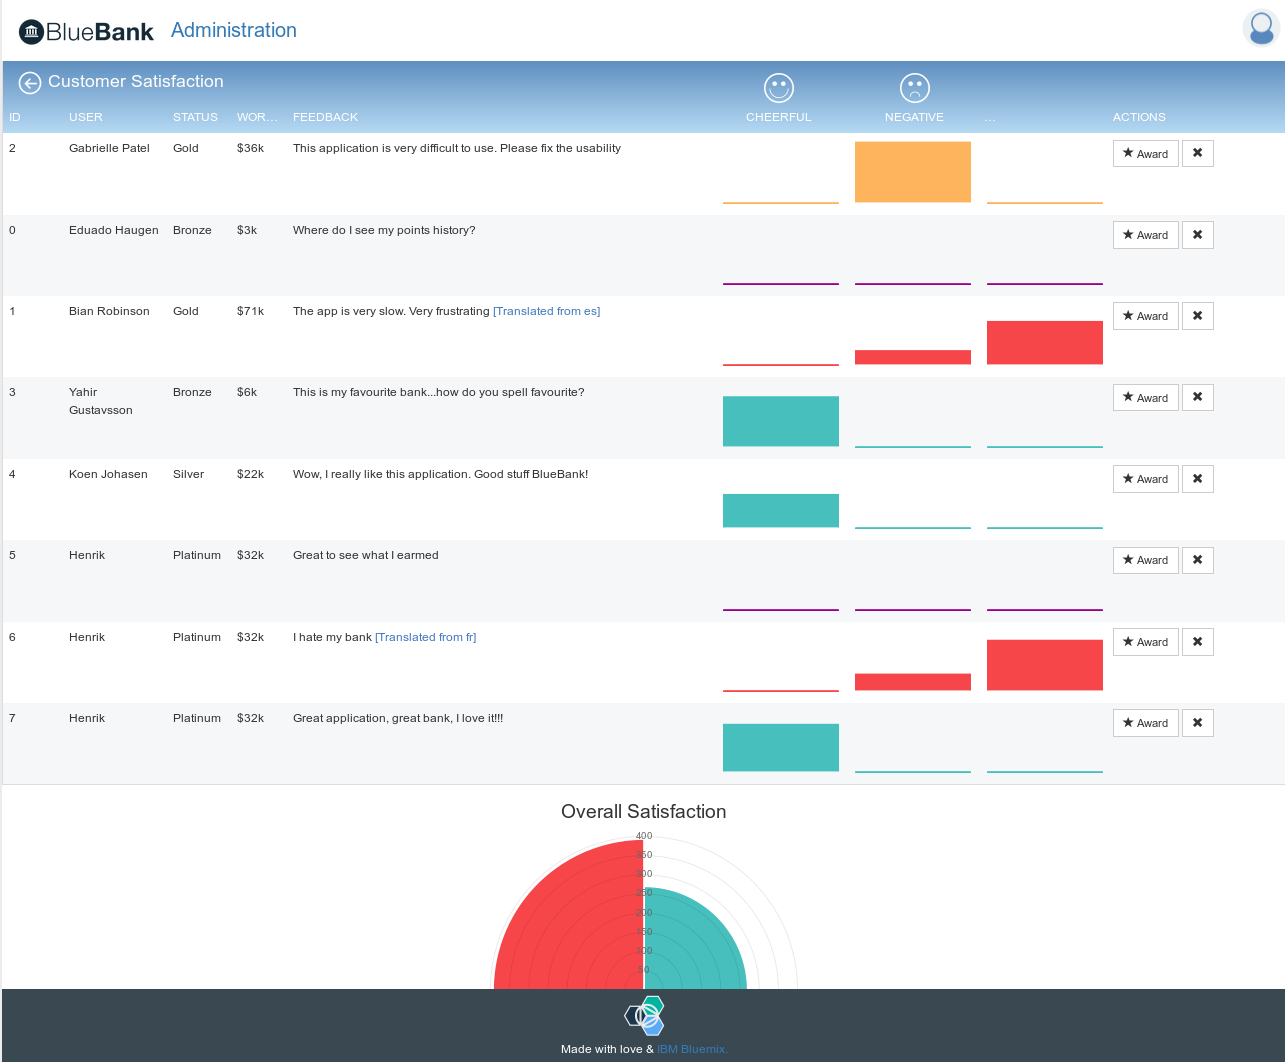 BlueBank Administration
Customer Satisfaction
ID USER STATUS WOR... FEEDBACK CHEERFUL NEGATIVE ... ACTIONS
2 Gabrielle Patel Gold $36k This application is very difficult to use. Please fix the usability ★ Award ✖
0 Eduado Haugen Bronze $3k Where do I see my points history? ★ Award ✖
1 Bian Robinson Gold $71k The app is very slow. Very frustrating [Translated from es] ★ Award ✖
3 Yahir Bronze $6k This is my favourite bank...how do you spell favourite? ★ Award ✖
Gustavsson
4 Koen Johasen Silver $22k Wow, I really like this application. Good stuff BlueBank! ★ Award ✖
5 Henrik Platinum $32k Great to see what I earmed ★ Award ✖
6 Henrik Platinum $32k I hate my bank [Translated from fr] ★ Award ✖
7 Henrik Platinum $32k Great application, great bank, I love it!!! ★ Award ✖
Overall Satisfaction
400
350
300
250
200
150
100
50
Made with love & IBM Bluemix.